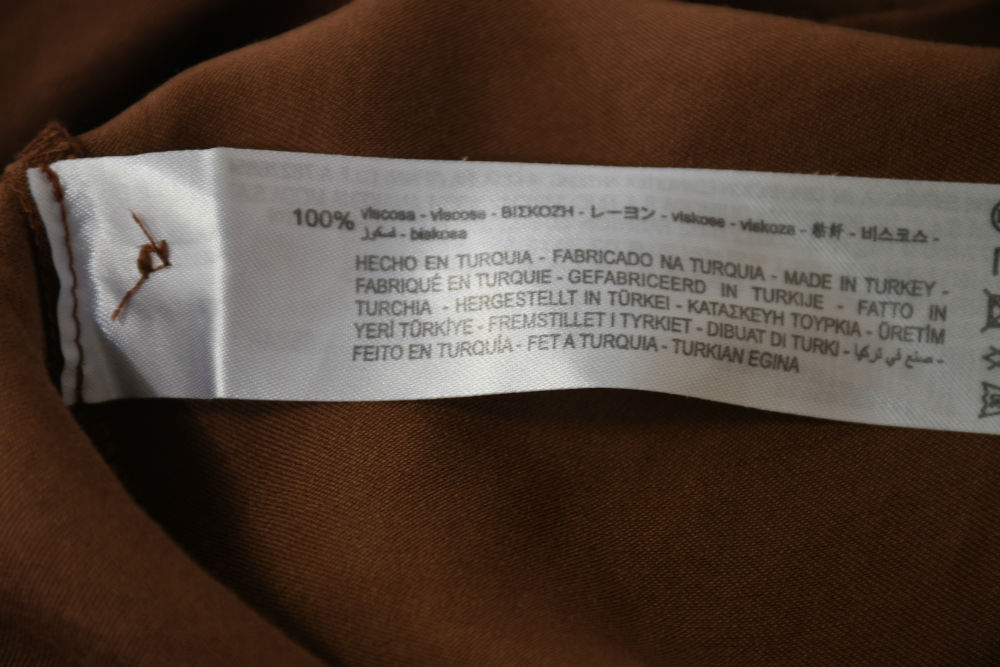 100% viscosa - viscose - ΒΙΣΚΟΖΗ - レーヨン - viskose - viskoze - 粘纤 - 비스코스 -
فسكوز - biskosea
HECHO EN TURQUIA - FABRICADO NA TURQUIA - MADE IN TURKEY -
FABRIQUÉ EN TURQUIE - GEFABRICEERD IN TURKIJE - FATTO IN
TURCHIA - HERGESTELLT IN TÜRKEI - ΚΑΤΑΣΚΕΥΗ ΤΟΥΡΚΙΑ - ÜRETİM
YERİ TÜRKİYE - FREMSTILLET I TYRKIET - DIBUAT DI TURKI - صنع في تركيا -
FEITO EN TURQUÍA - FET A TURQUIA - TURKIAN EGINA